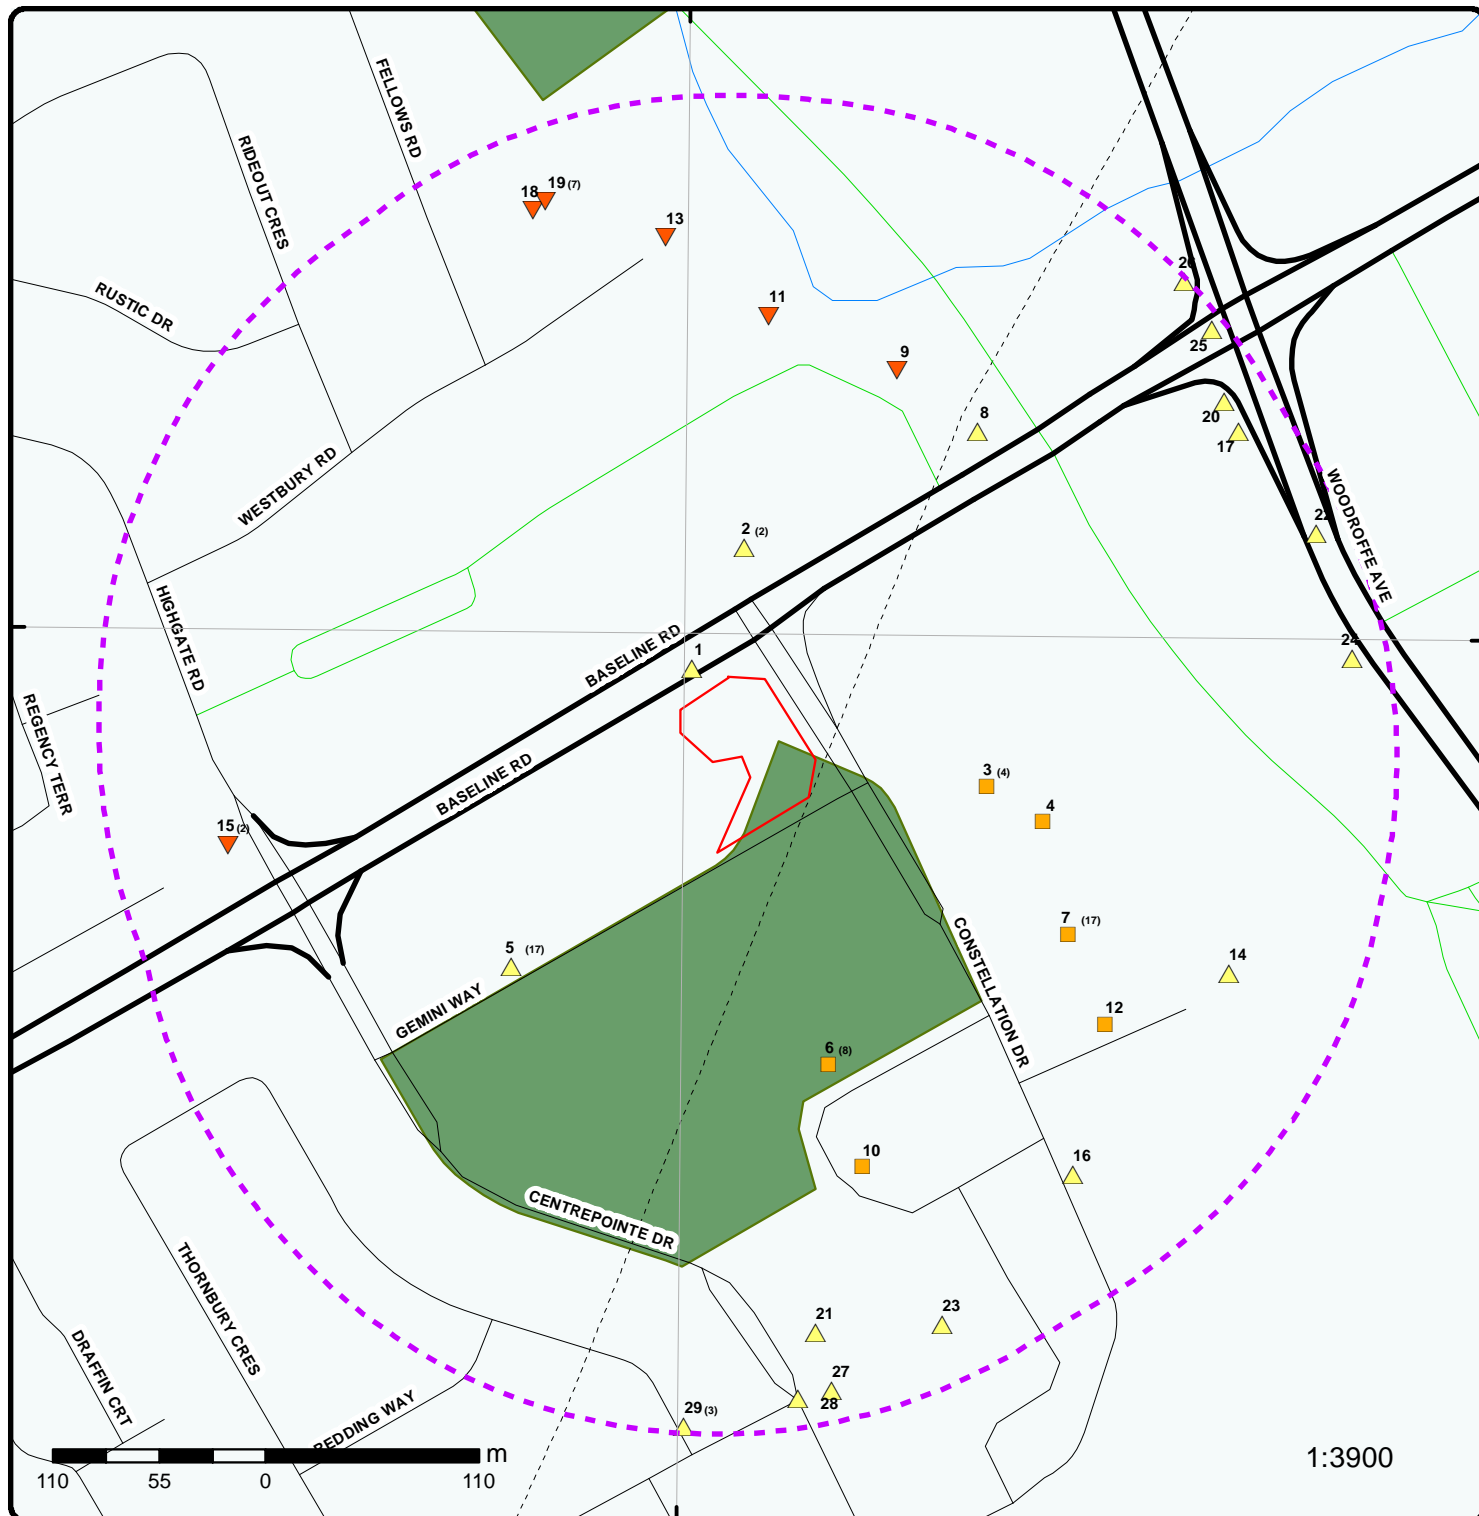 FELLOWS RD
RIDEOUT CRES
18
19 (7)
13
26
RUSTIC DR
11
25
9
20
8
17
WESTBURY RD
WOODROFFE AVE
22
2 (2)
HIGHGATE RD
BASELINE RD
1
24
REGENCY TERR
BASELINE RD
3 (4)
4
15 (2)
7 (17)
5 (17)
CONSTELLATION DR
14
GEMINI WAY
12
6 (8)
10
16
CENTREPOINTE DR
THORNBURY CRES
21
23
DRAFFIN CRT
27
28
29 (3)
REDDING WAY
m
1:3900
110 55 0 110